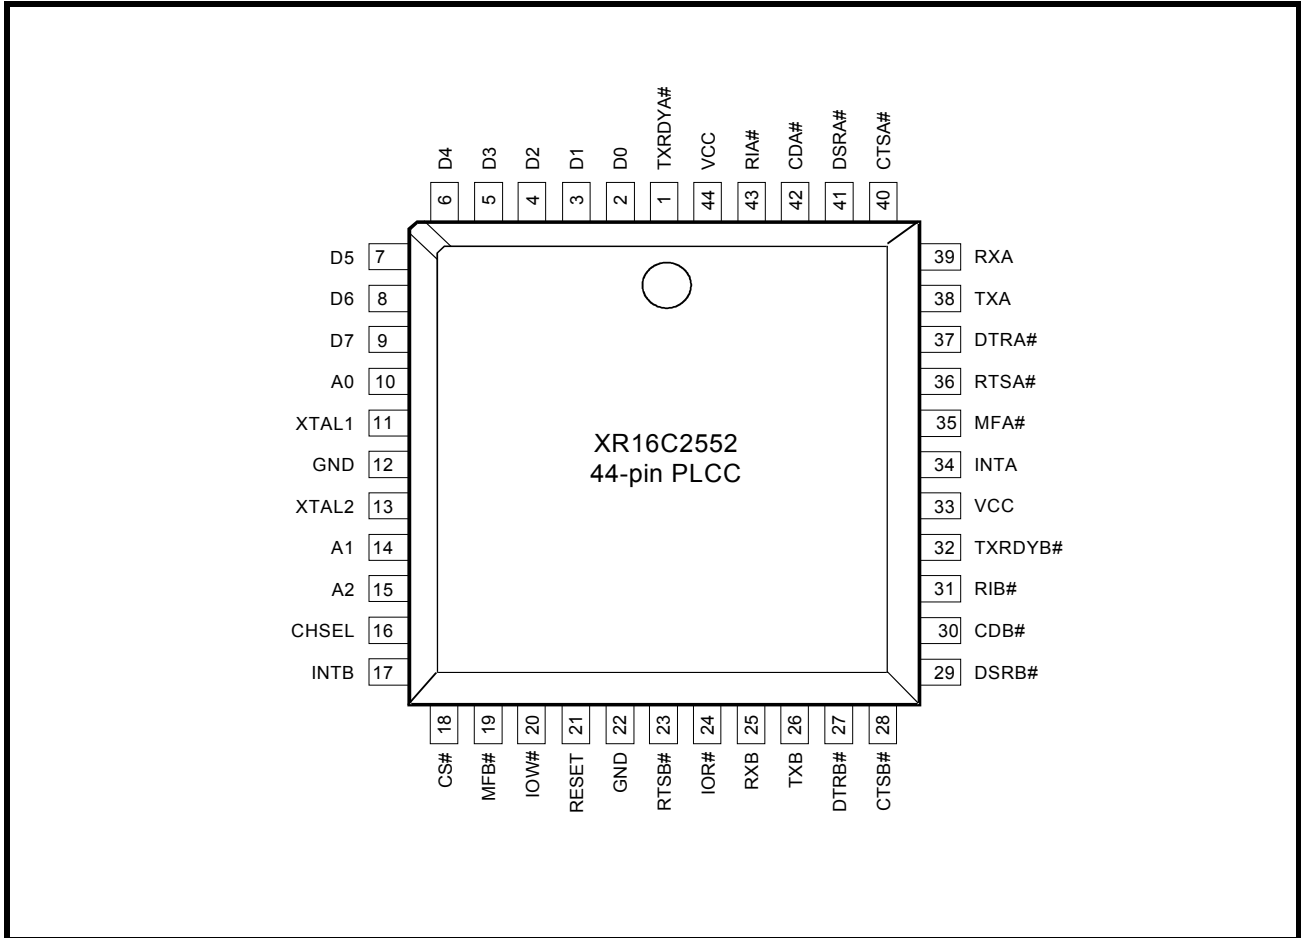 D4 D3 D2 D1 D0 TXRDYA# VCC RIA# CDA# DSRA# CTSA#
6 5 4 3 2 1 44 43 42 41 40
D5 7 39 RXA
D6 8 38 TXA
D7 9 37 DTRA#
A0 10 36 RTSA#
XTAL1 11 35 MFA#
XR16C2552
GND 12 34 INTA
44-pin PLCC
XTAL2 13 33 VCC
A1 14 32 TXRDYB#
A2 15 31 RIB#
CHSEL 16 30 CDB#
INTB 17 29 DSRB#
18 19 20 21 22 23 24 25 26 27 28
CS# MFB# IOW# RESET GND RTSB# IOR# RXB TXB DTRB# CTSB#